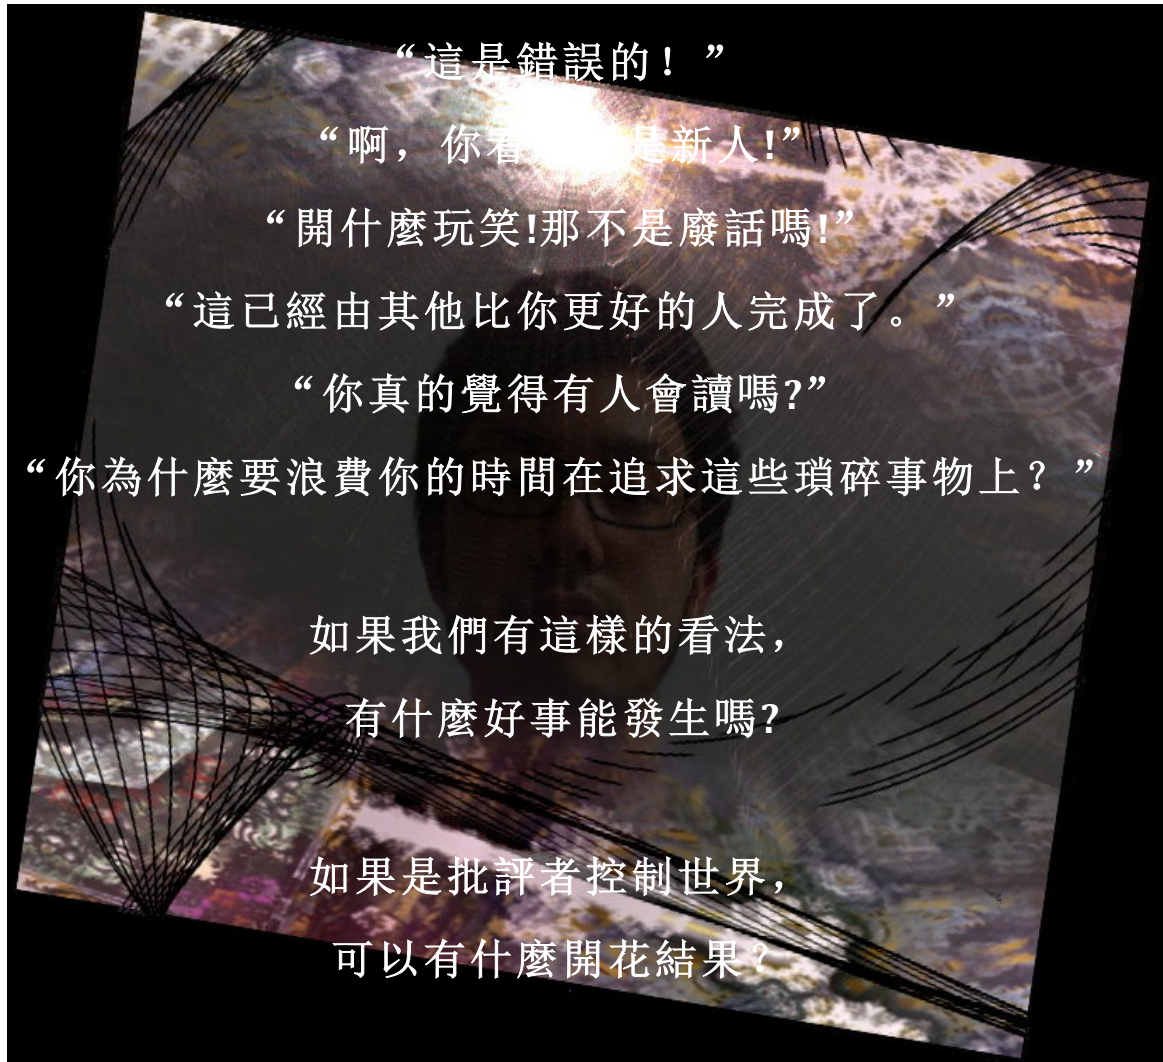 “這是錯誤的！”
“啊，你看 是新人!”
“開什麼玩笑!那不是廢話嗎!”
“這已經由其他比你更好的人完成了。”
“你真的覺得有人會讀嗎?”
“你為什麼要浪費你的時間在追求這些瑣碎事物上？”
如果我們有這樣的看法，
有什麼好事能發生嗎?
如果是批評者控制世界，
可以有什麼開花結果？